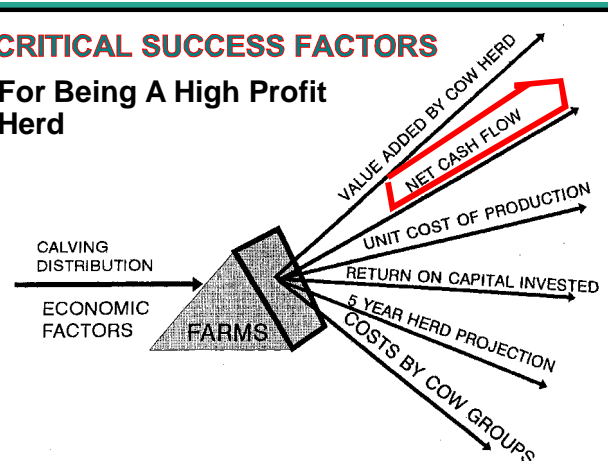 CRITICAL SUCCESS FACTORS
For Being A High Profit
Herd
VALUE ADDED BY COW HERD
NET CASH FLOW
UNIT COST OF PRODUCTION
RETURN ON CAPITAL INVESTED
5 YEAR HERD PROJECTION
COSTS BY COW GROUPS
CALVING
DISTRIBUTION
ECONOMIC
FACTORS
FARMS